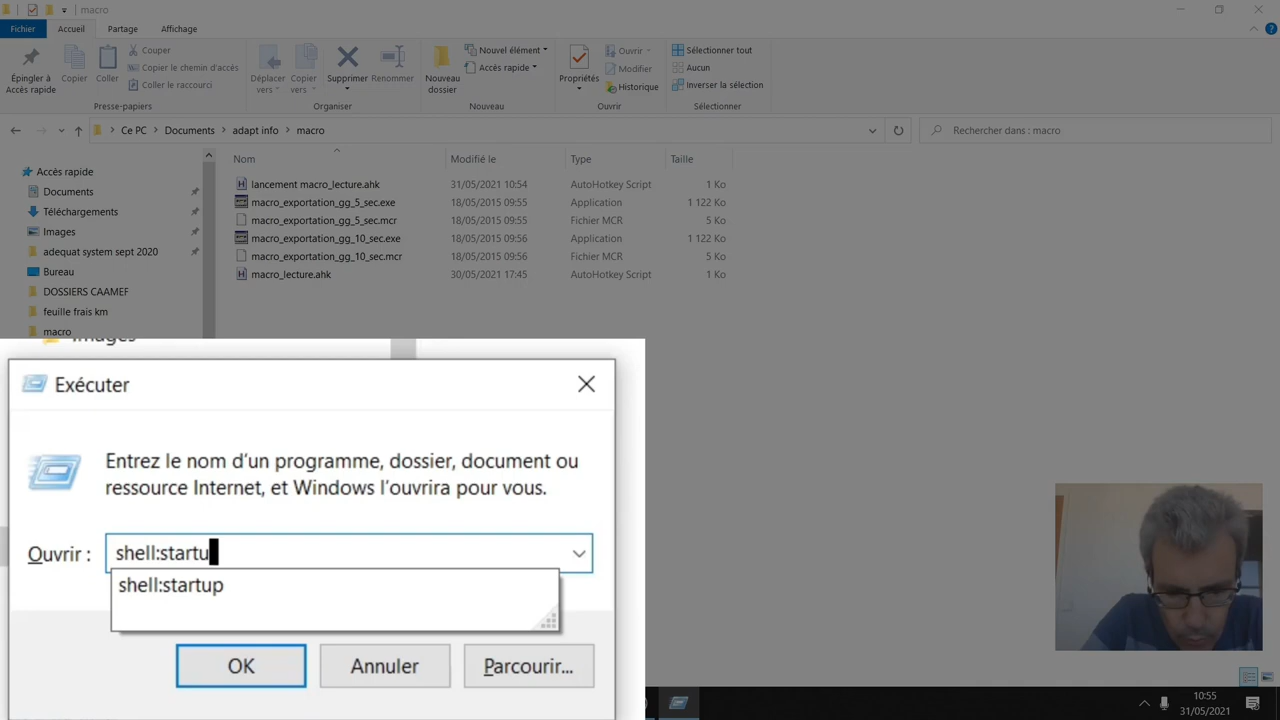 macro
Fichier Accueil Partage Affichage
Épingler à Accès rapide
Copier
Coller
Couper
Copier le chemin d'accès
Coller le raccourci
Presse-papiers
Déplacer vers
Copier vers
Supprimer
Renommer
Organiser
Nouveau dossier
Nouvel élément
Accès rapide
Nouveau
Propriétés
Ouvrir
Modifier
Historique
Ouvrir
Sélectionner tout
Aucun
Inverser la sélection
Sélectionner
Ce PC > Documents > adapt info > macro
Rechercher dans : macro
Accès rapide
Documents
Téléchargements
Images
adequat system sept 2020
Bureau
DOSSIERS CAAMEF
feuille frais km
macro
Nom Modifié le Type Taille
lancement macro_lecture.ahk 31/05/2021 10:54 AutoHotkey Script 1 Ko
macro_exportation_gg_5_sec.exe 18/05/2015 09:55 Application 1 122 Ko
macro_exportation_gg_5_sec.mcr 18/05/2015 09:55 Fichier MCR 5 Ko
macro_exportation_gg_10_sec.exe 18/05/2015 09:56 Application 1 122 Ko
macro_exportation_gg_10_sec.mcr 18/05/2015 09:56 Fichier MCR 5 Ko
macro_lecture.ahk 30/05/2021 17:45 AutoHotkey Script 1 Ko
Images
Exécuter
Entrez le nom d'un programme, dossier, document ou
ressource Internet, et Windows l'ouvrira pour vous.
Ouvrir : shell:startu
shell:startup
OK Annuler Parcourir...
10:55
31/05/2021